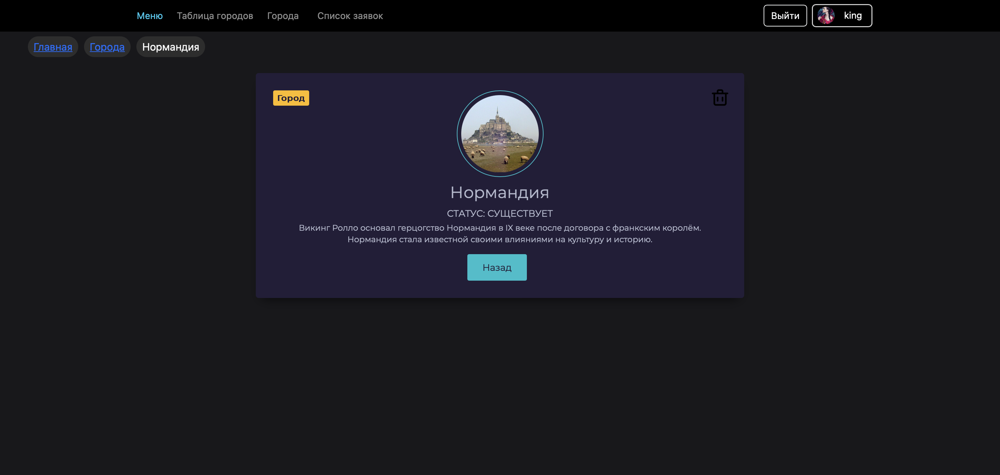 Меню Таблица городов Города Список заявок Выйти king
Главная Города Нормандия
Город
Нормандия
СТАТУС: СУЩЕСТВУЕТ
Викинг Ролло основал герцогство Нормандия в IX веке после договора с франкским королём.
Нормандия стала известной своими влияниями на культуру и историю.
Назад